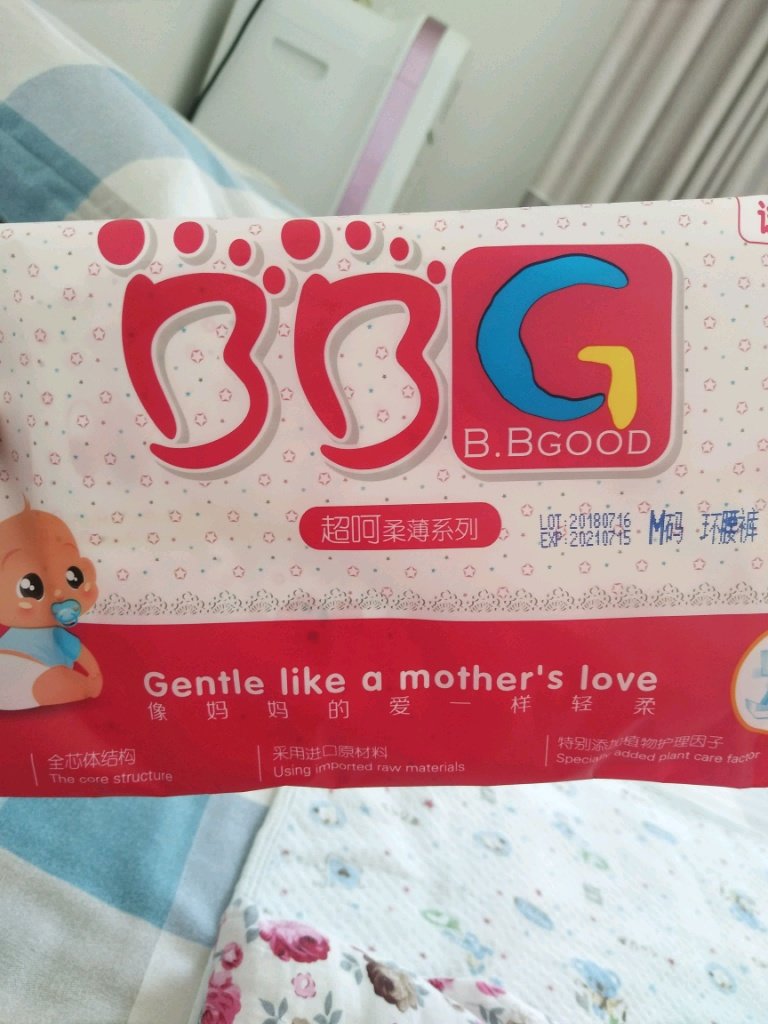 BBG
B.BGOOD
超呵柔薄系列
LOT:20180716
EXP:20210715
M码 环腰裤
Gentle like a mother's love
像妈妈的爱一样轻柔
全芯体结构
The core structure
采用进口原材料
Using imported raw materials
特别添加植物护理因子
Specially added plant care factor